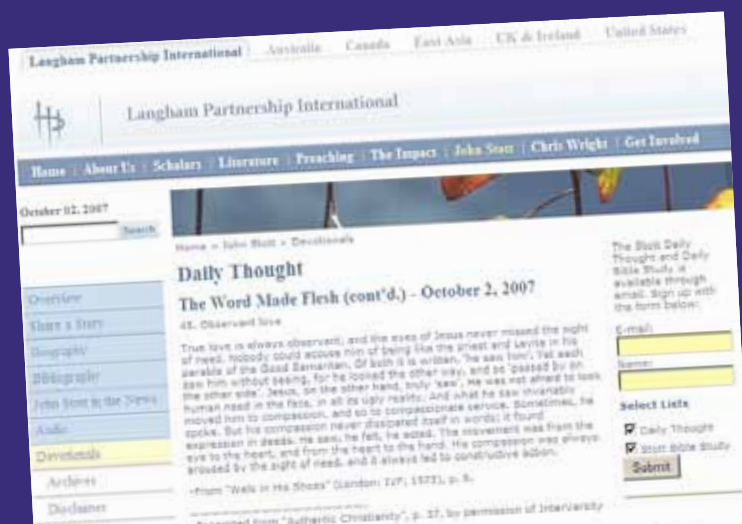 Langham Partnership International Australia Canada East Asia UK & Ireland United States
Langham Partnership International
Home About Us Scholars Literature Preaching The Impact John Stott Chris Wright Get Involved
October 02, 2007
Search
Overview
Share a Story
Biography
Bibliography
John Stott in the News
Audio
Devotionals
Archives
Disclaimer
Home > John Stott > Devotionals
Daily Thought
The Word Made Flesh (cont'd.) - October 2, 2007
45. Observant love
True love is always observant, and the eyes of Jesus never missed the sight
of need. Nobody could accuse him of being like the priest and Levite in his
parable of the Good Samaritan. Of both it is written, 'he saw him'. Yet each
saw him without seeing, for he looked the other way, and so 'passed by on
the other side'. Jesus, on the other hand, truly 'saw'. He was not afraid to look
human need in the face, in all its ugly reality. And what he saw invariably
moved him to compassion, and so to compassionate service. Sometimes, he
spoke. But his compassion never dissipated itself in words; it found
expression in deeds. He saw, he felt, he acted. The movement was from the
eye to the heart, and from the heart to the hand. His compassion was always
aroused by the sight of need, and it always led to constructive action.
-From "Walk in His Shoes" (London: IVP, 1975), p.
"Authentic Christianity", p. 37, by permission of InterVarsity
The Stott Daily
Thought and Daily
Bible Study is
available through
email. Sign up with
the form below:
E-mail:
Name:
Select Lists
Daily Thought
Stott Bible Study
Submit